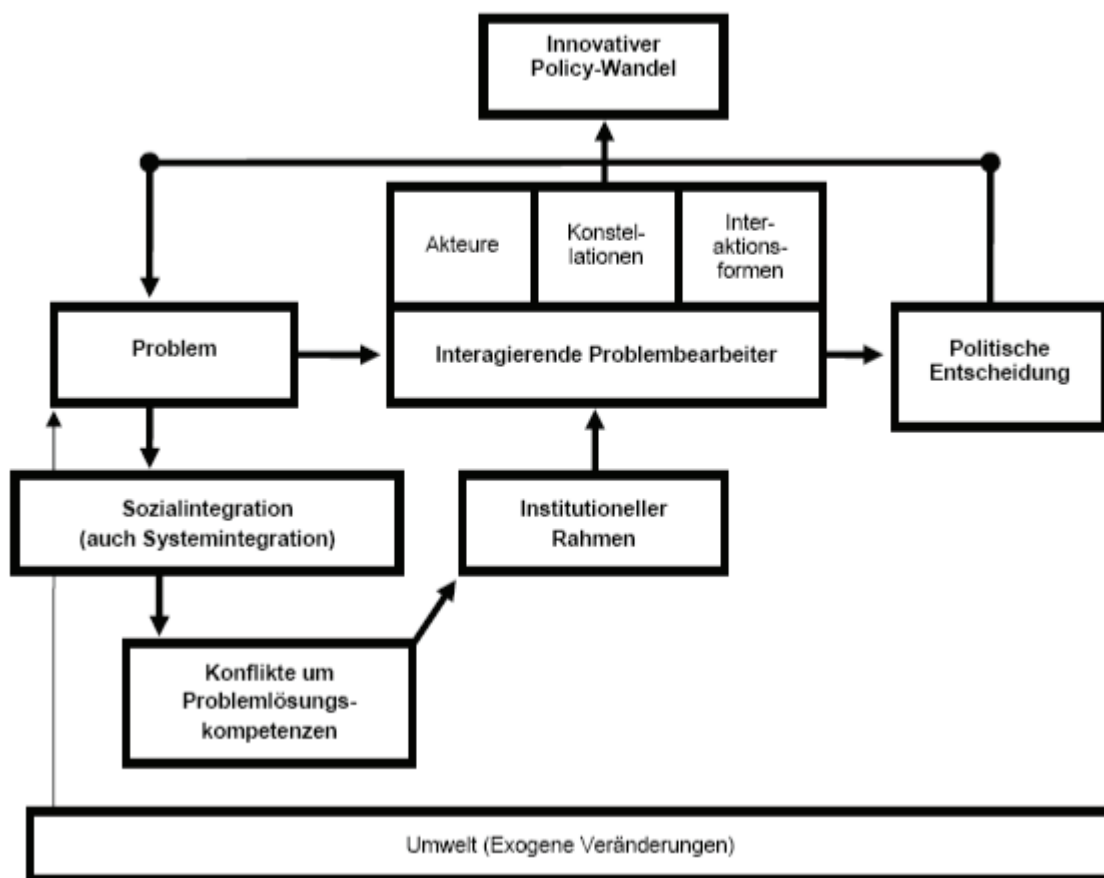 Innovativer
Policy-Wandel
Akteure
Konstel-
lationen
Inter-
aktions-
formen
Problem
Interagierende Problembearbeiter
Politische
Entscheidung
Sozialintegration
(auch Systemintegration)
Institutioneller
Rahmen
Konflikte um
Problemlösungs-
kompetenzen
Umwelt (Exogene Veränderungen)